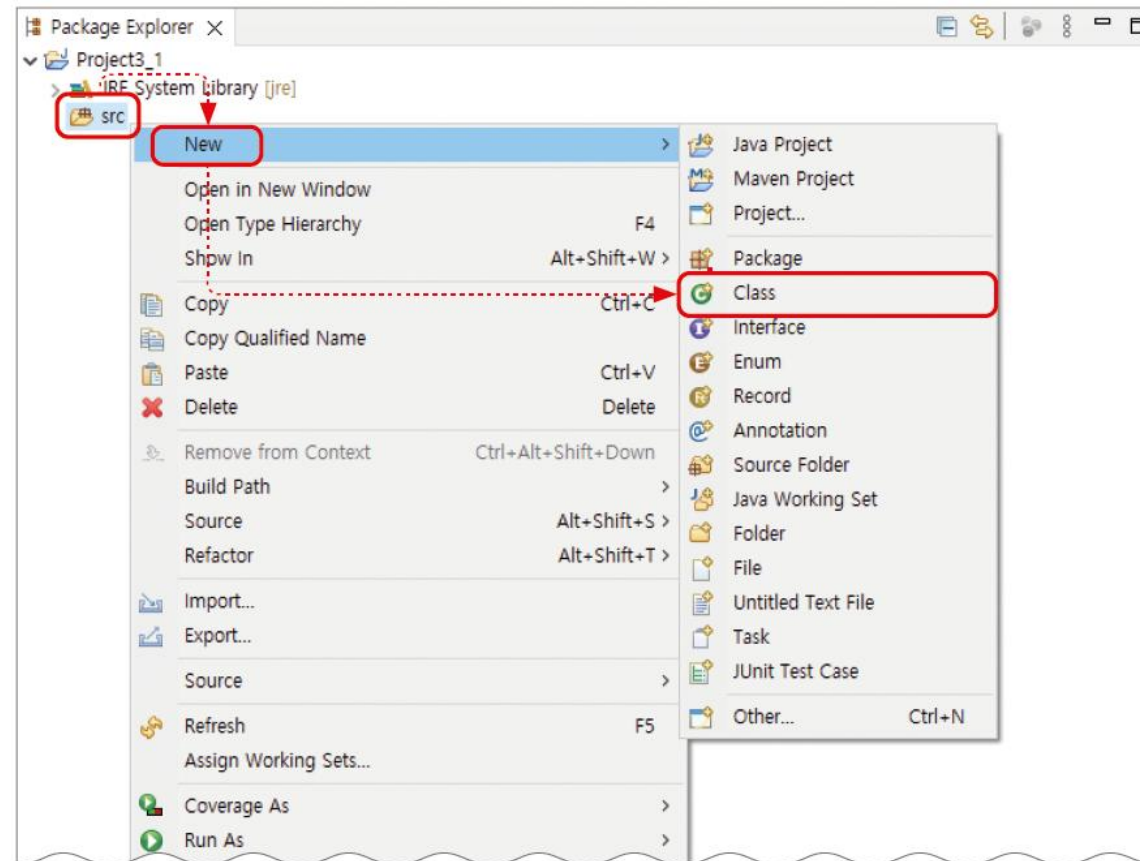 Package Explorer
Project3_1
JRE System Library [jre]
src
New
Open in New Window
Open Type Hierarchy F4
Show In Alt+Shift+W >
Copy Ctrl+C
Copy Qualified Name
Paste Ctrl+V
Delete Delete
Remove from Context Ctrl+Alt+Shift+Down
Build Path >
Source Alt+Shift+S >
Refactor Alt+Shift+T >
Import...
Export...
Source >
Refresh F5
Assign Working Sets...
Coverage As >
Run As >
Java Project
Maven Project
Project...
Package
Class
Interface
Enum
Record
Annotation
Source Folder
Java Working Set
Folder
File
Untitled Text File
Task
JUnit Test Case
Other... Ctrl+N